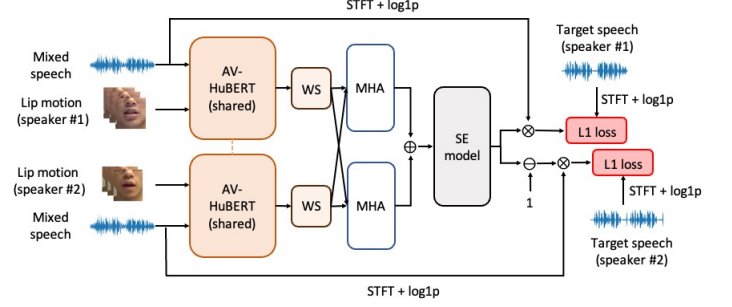 STFT + log1p
Mixed
speech
AV-
HuBERT
(shared)
WS
MHA
Target speech
(speaker #1)
STFT + log1p
L1 loss
Lip motion
(speaker #1)
SE
model
L1 loss
STFT + log1p
1
Lip motion
(speaker #2)
AV-
HuBERT
(shared)
WS
MHA
Mixed
speech
Target speech
(speaker #2)
STFT + log1p